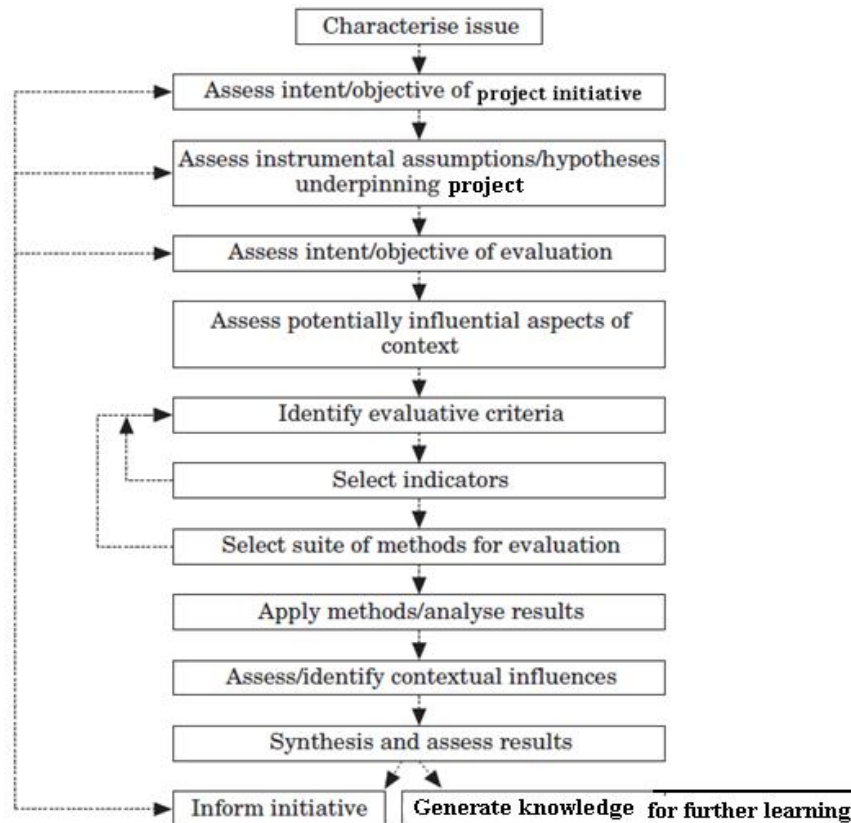 Characterise issue
Assess intent/objective of project initiative
Assess instrumental assumptions/hypotheses
underpinning project
Assess intent/objective of evaluation
Assess potentially influential aspects of
context
Identify evaluative criteria
Select indicators
Select suite of methods for evaluation
Apply methods/analyse results
Assess/identify contextual influences
Synthesis and assess results
Inform initiative
Generate knowledge for further learning